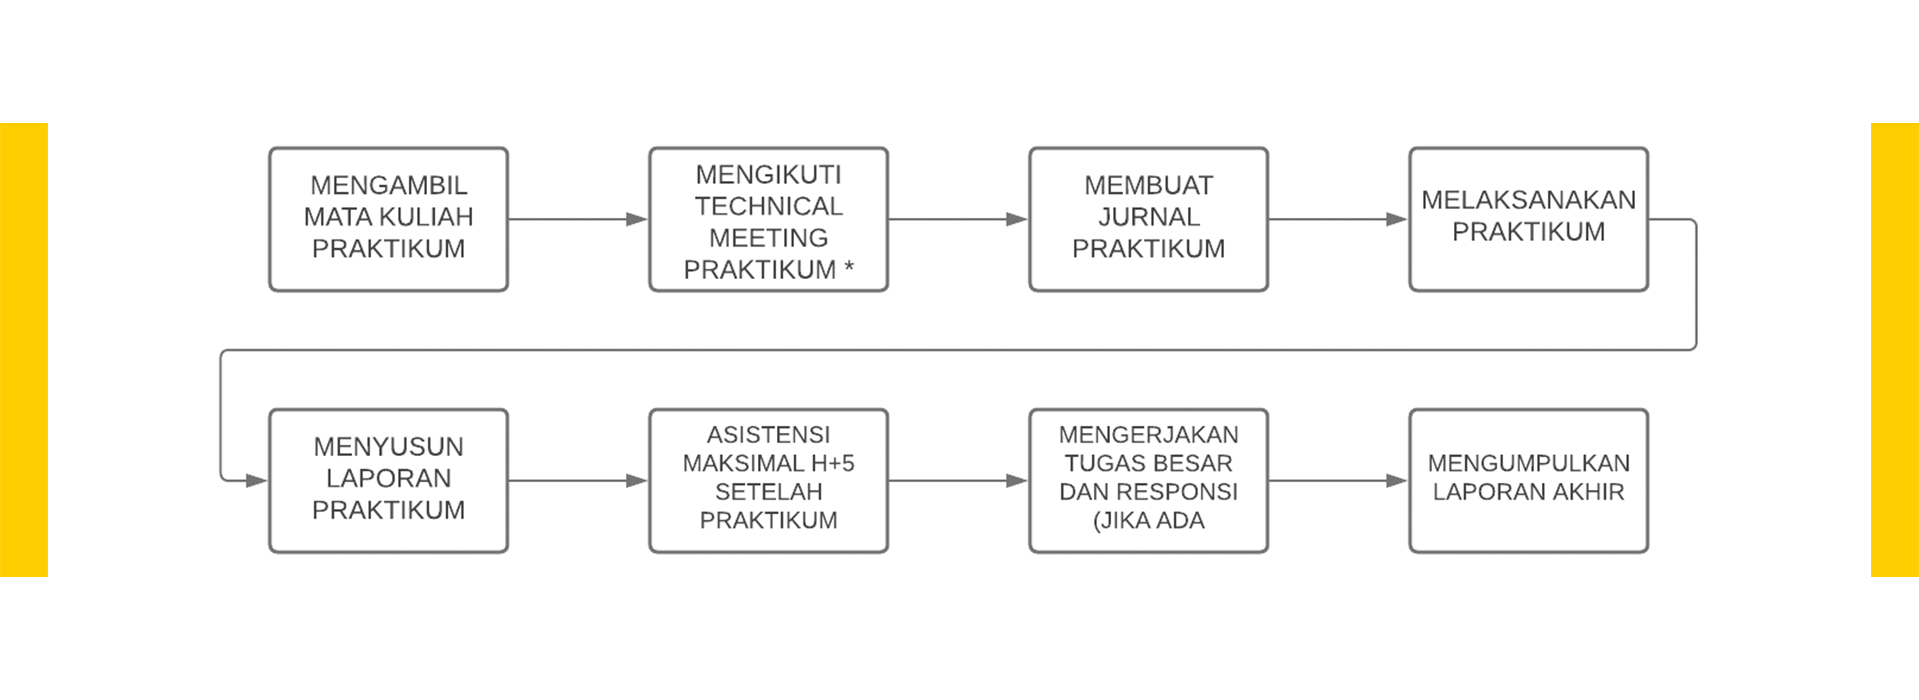 MENGAMBIL
MATA KULIAH
PRAKTIKUM
MENGIKUTI
TECHNICAL
MEETING
PRAKTIKUM *
MEMBUAT
JURNAL
PRAKTIKUM
MELAKSANAKAN
PRAKTIKUM
MENYUSUN
LAPORAN
PRAKTIKUM
ASISTENSI
MAKSIMAL H+5
SETELAH
PRAKTIKUM
MENGERJAKAN
TUGAS BESAR
DAN RESPONSI
(JIKA ADA
MENGUMPULKAN
LAPORAN AKHIR